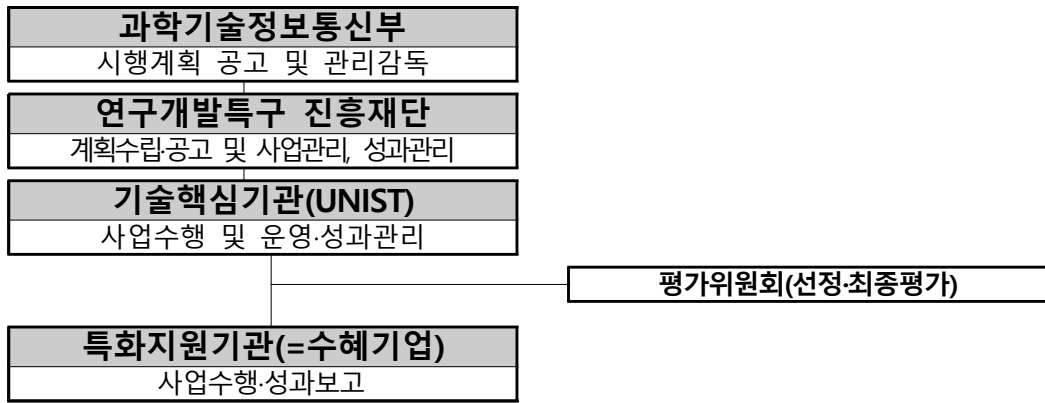 과학기술정보통신부
시행계획 공고 및 관리감독
연구개발특구 진흥재단
계획수립·공고 및 사업관리, 성과관리
기술핵심기관(UNIST)
사업수행 및 운영·성과관리
평가위원회(선정·최종평가)
특화지원기관(=수혜기업)
사업수행·성과보고